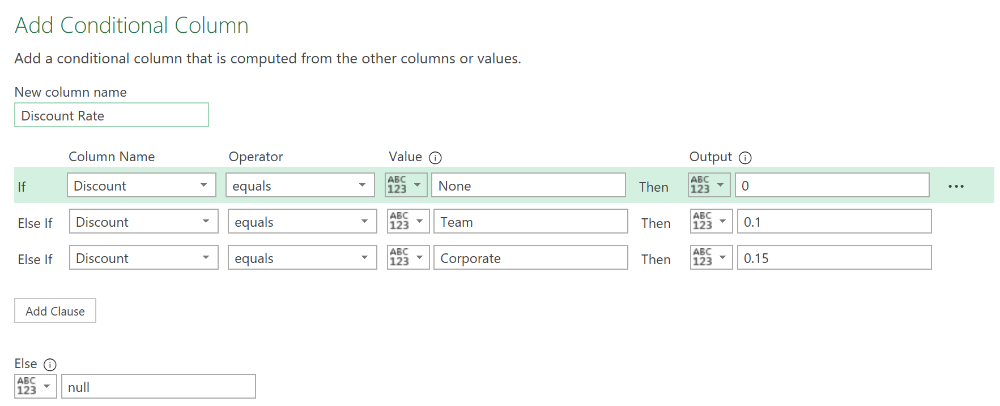 Add Conditional Column
Add a conditional column that is computed from the other columns or values.
New column name
Discount Rate
Column Name Operator Value Output
If Discount equals ABC 123 None Then ABC 123 0 ...
Else If Discount equals ABC 123 Team Then ABC 123 0.1
Else If Discount equals ABC 123 Corporate Then ABC 123 0.15
Add Clause
Else
ABC 123 null